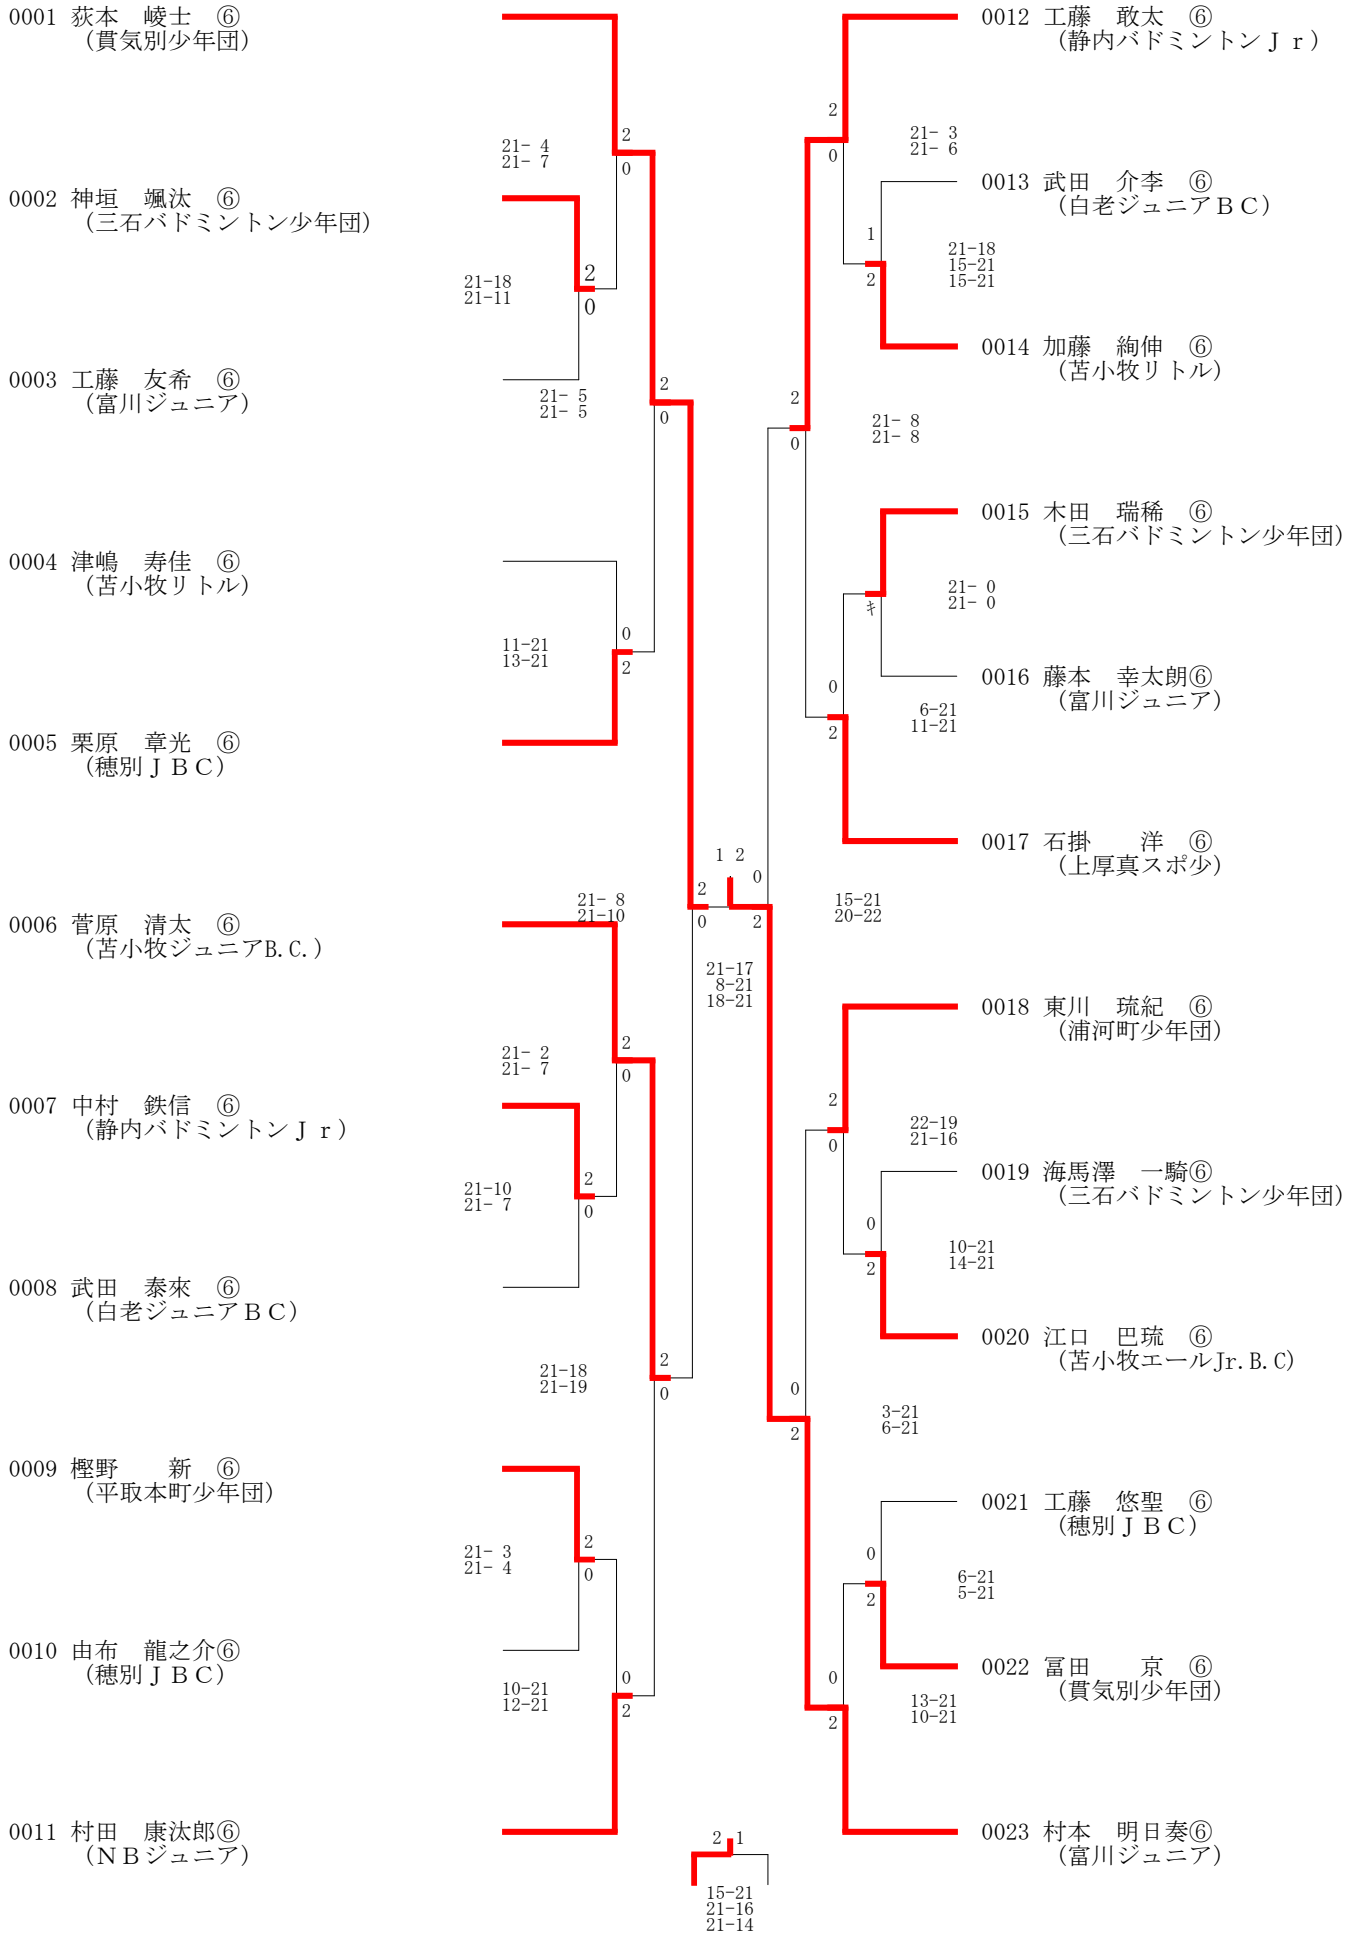 0001 荻本　崚士　⑥
（貫気別少年団）
21- 4
21- 7
2
0
0002 神垣　颯汰　⑥
（三石バドミントン少年団）
21-18
21-11
2
0
0003 工藤　友希　⑥
（富川ジュニア）
21- 5
21- 5
2
0
0004 津嶋　寿佳　⑥
（苫小牧リトル）
11-21
13-21
0
2
0005 栗原　章光　⑥
（穂別ＪＢＣ）
21- 8
21-10
2
0
0006 菅原　清太　⑥
（苫小牧ジュニアB.C.）
21- 2
21- 7
2
0
0007 中村　鉄信　⑥
（静内バドミントンＪｒ）
21-10
21- 7
2
0
0008 武田　泰來　⑥
（白老ジュニアＢＣ）
21-18
21-19
2
0
0009 樫野　　新　⑥
（平取本町少年団）
21- 3
21- 4
2
0
0010 由布　龍之介⑥
（穂別ＪＢＣ）
10-21
12-21
0
2
0011 村田　康汰郎⑥
（ＮＢジュニア）
1 2
21-17
8-21
18-21
2 1
15-21
21-16
21-14
0012 工藤　敢太　⑥
（静内バドミントンＪｒ）
2
0
21- 3
21- 6
0013 武田　介李　⑥
（白老ジュニアＢＣ）
1
2
21-18
15-21
15-21
0014 加藤　絢伸　⑥
（苫小牧リトル）
2
0
21- 8
21- 8
0015 木田　瑞稀　⑥
（三石バドミントン少年団）
ｷ
21- 0
21- 0
0016 藤本　幸太朗⑥
（富川ジュニア）
0
2
6-21
11-21
0017 石掛　　洋　⑥
（上厚真スポ少）
0
2
15-21
20-22
0018 東川　琉紀　⑥
（浦河町少年団）
2
0
22-19
21-16
0019 海馬澤　一騎⑥
（三石バドミントン少年団）
0
2
10-21
14-21
0020 江口　巴琉　⑥
（苫小牧エールJr.B.C）
0
2
3-21
6-21
0021 工藤　悠聖　⑥
（穂別ＪＢＣ）
0
2
6-21
5-21
0022 冨田　　京　⑥
（貫気別少年団）
0
2
13-21
10-21
0023 村本　明日奏⑥
（富川ジュニア）